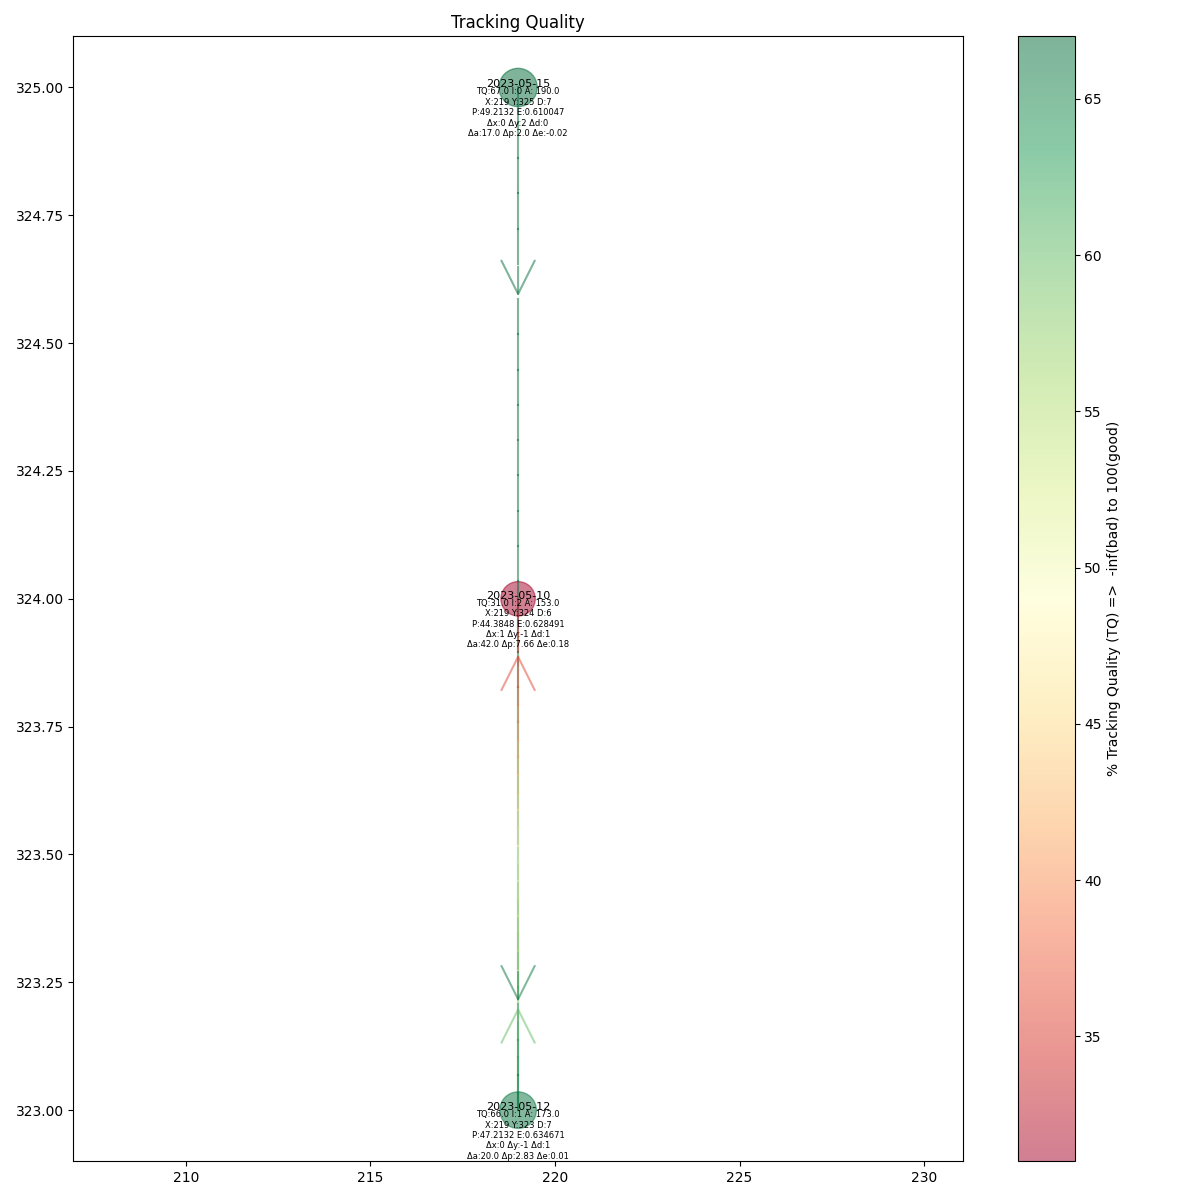 Tracking Quality
325.00
324.75
324.50
324.25
324.00
323.75
323.50
323.25
323.00
2023-05-15
TQ:67.0 I:0 A: 190.0
X:219 Y:325 D:7
P:49.2132 E:0.610047
Δx:0 Δy:2 Δd:0
Δa:17.0 Δp:2.0 Δe:-0.02
2023-05-10
TQ:31.0 I:2 A: 153.0
X:219 Y:324 D:6
P:44.3848 E:0.628491
Δx:1 Δy:-1 Δd:1
Δa:42.0 Δp:7.66 Δe:0.18
2023-05-12
TQ:66.0 I:1 A: 173.0
X:219 Y:323 D:7
P:47.2132 E:0.634671
Δx:0 Δy:-1 Δd:1
Δa:20.0 Δp:2.83 Δe:0.01
210
215
220
225
230
65
60
55
50
45
40
35
% Tracking Quality (TQ) => -inf(bad) to 100(good)